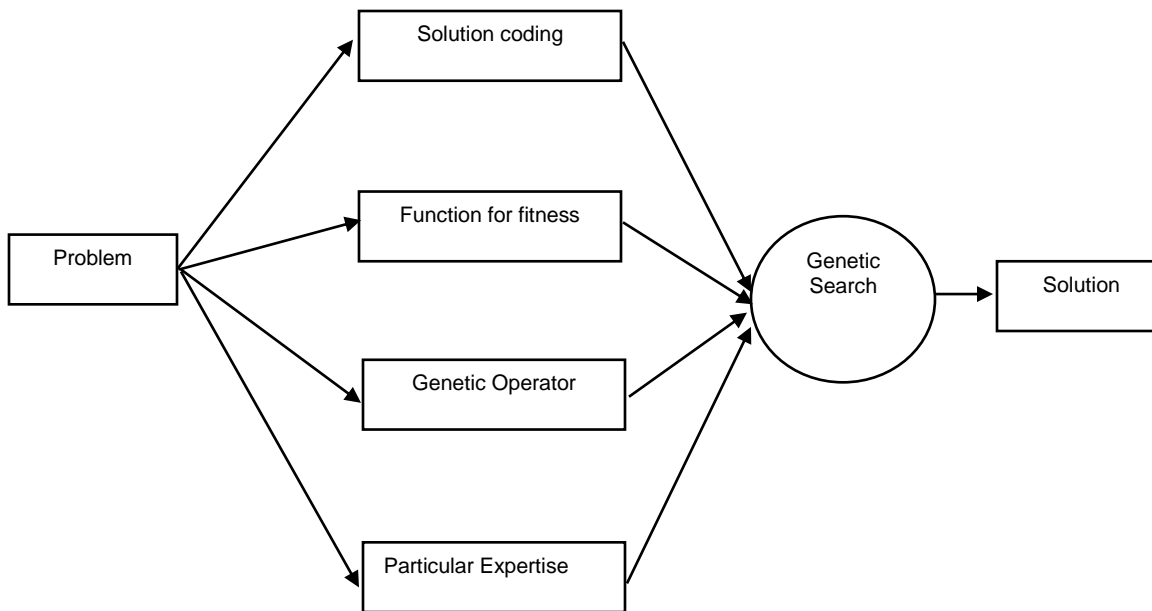 Solution coding
Function for fitness
Problem
Genetic
Search
Solution
Genetic Operator
Particular Expertise